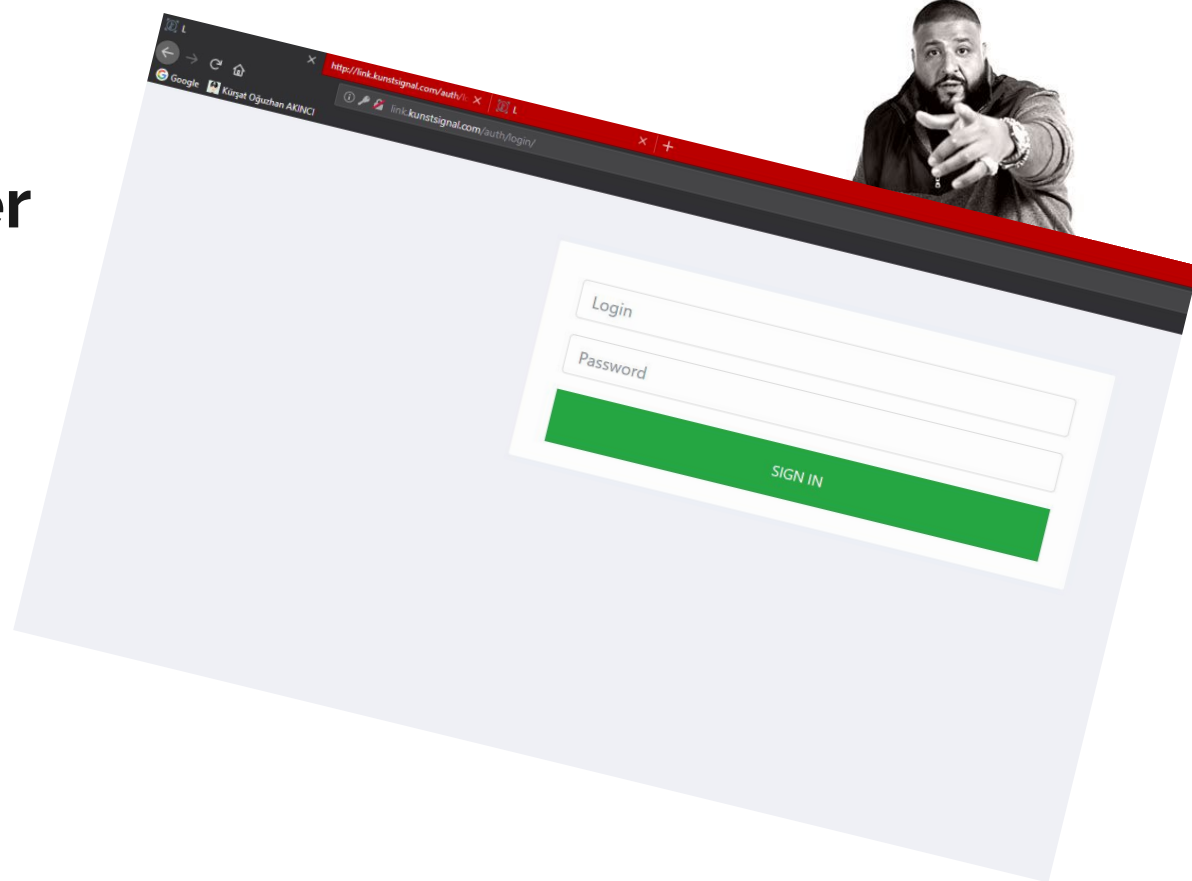 L
http://link.kunstsignal.com/auth/l
L
link.kunstsignal.com/auth/login/
Google
Kürşat Oğuzhan AKINCI
er
Login
Password
SIGN IN